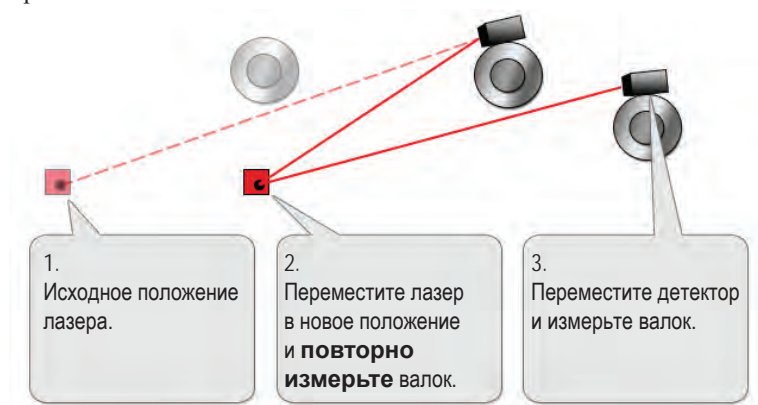 1.
Исходное положение
лазера.
2.
Переместите лазер
в новое положение
и повторно
измерьте валок.
3.
Переместите детектор
и измерьте валок.